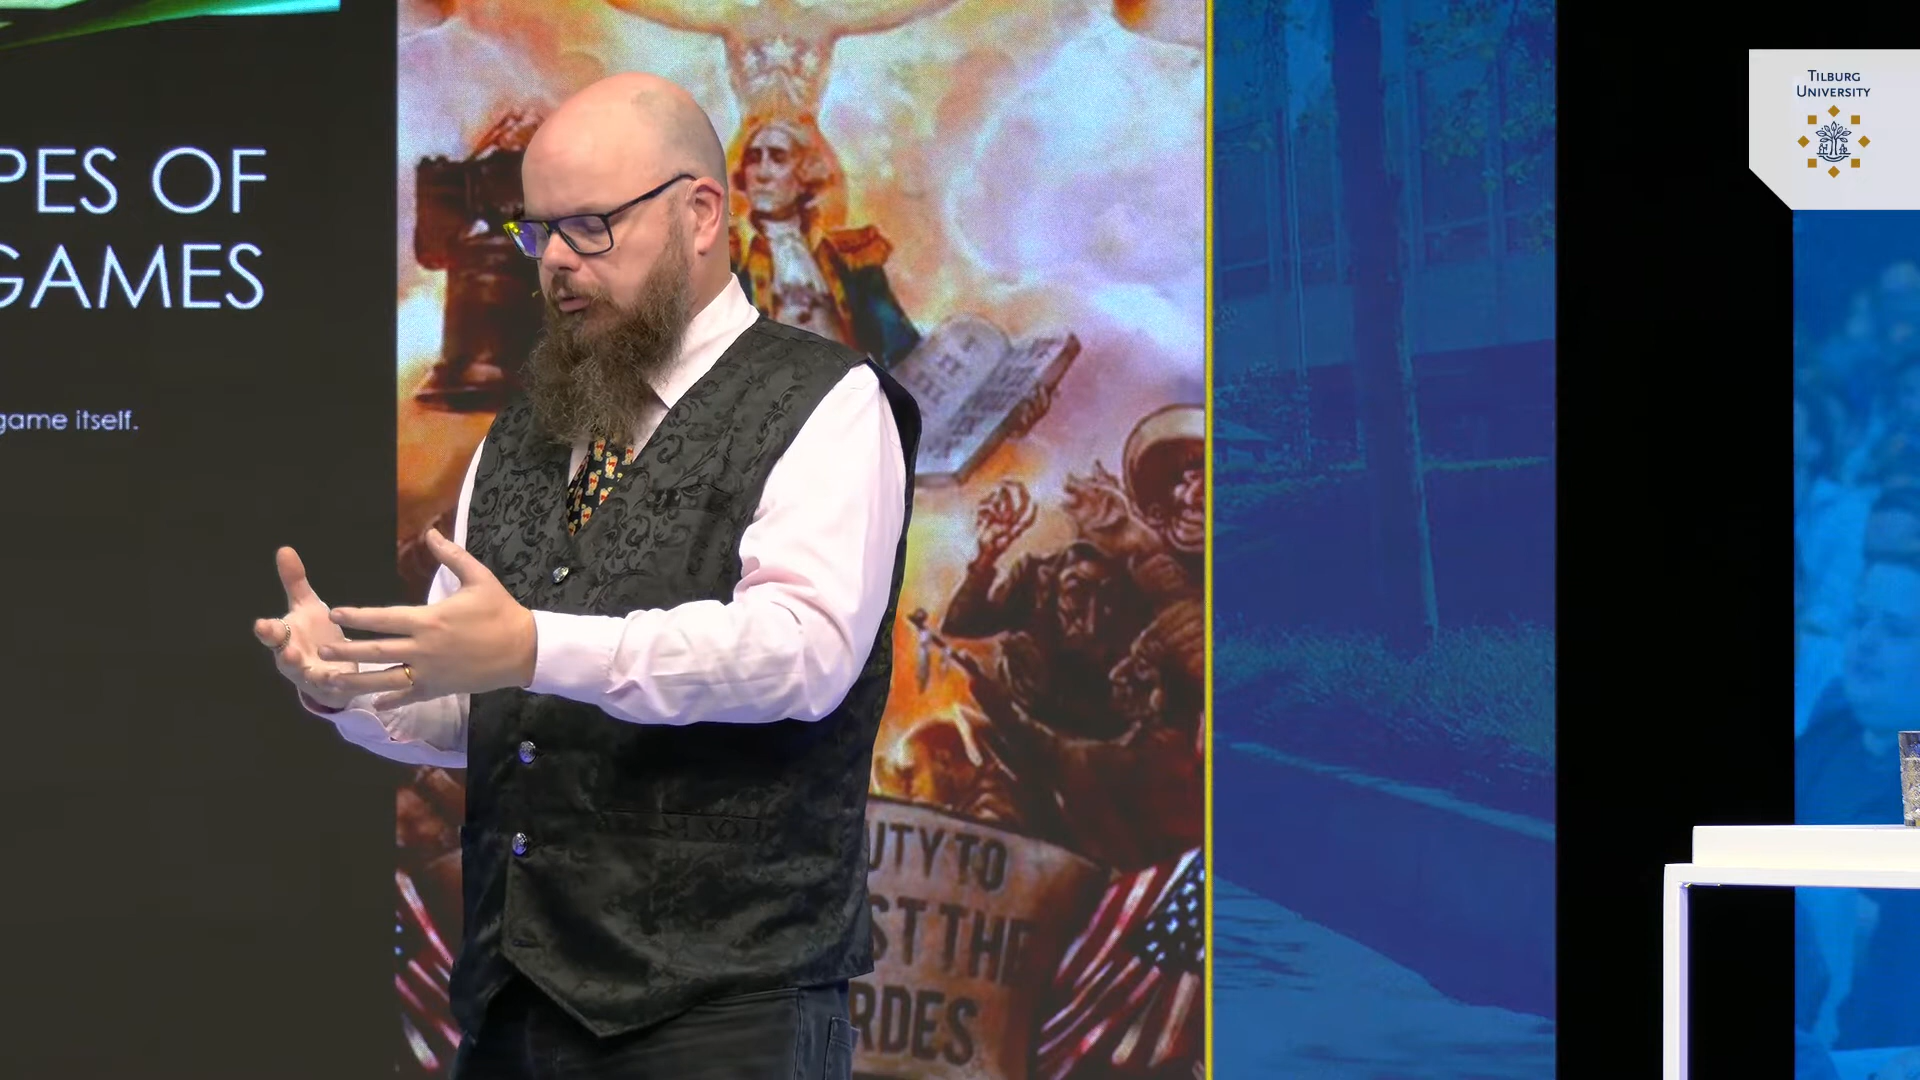 PES OF
GAMES
game itself.
UTY TO
ST THE
RDES
TILBURG
UNIVERSITY